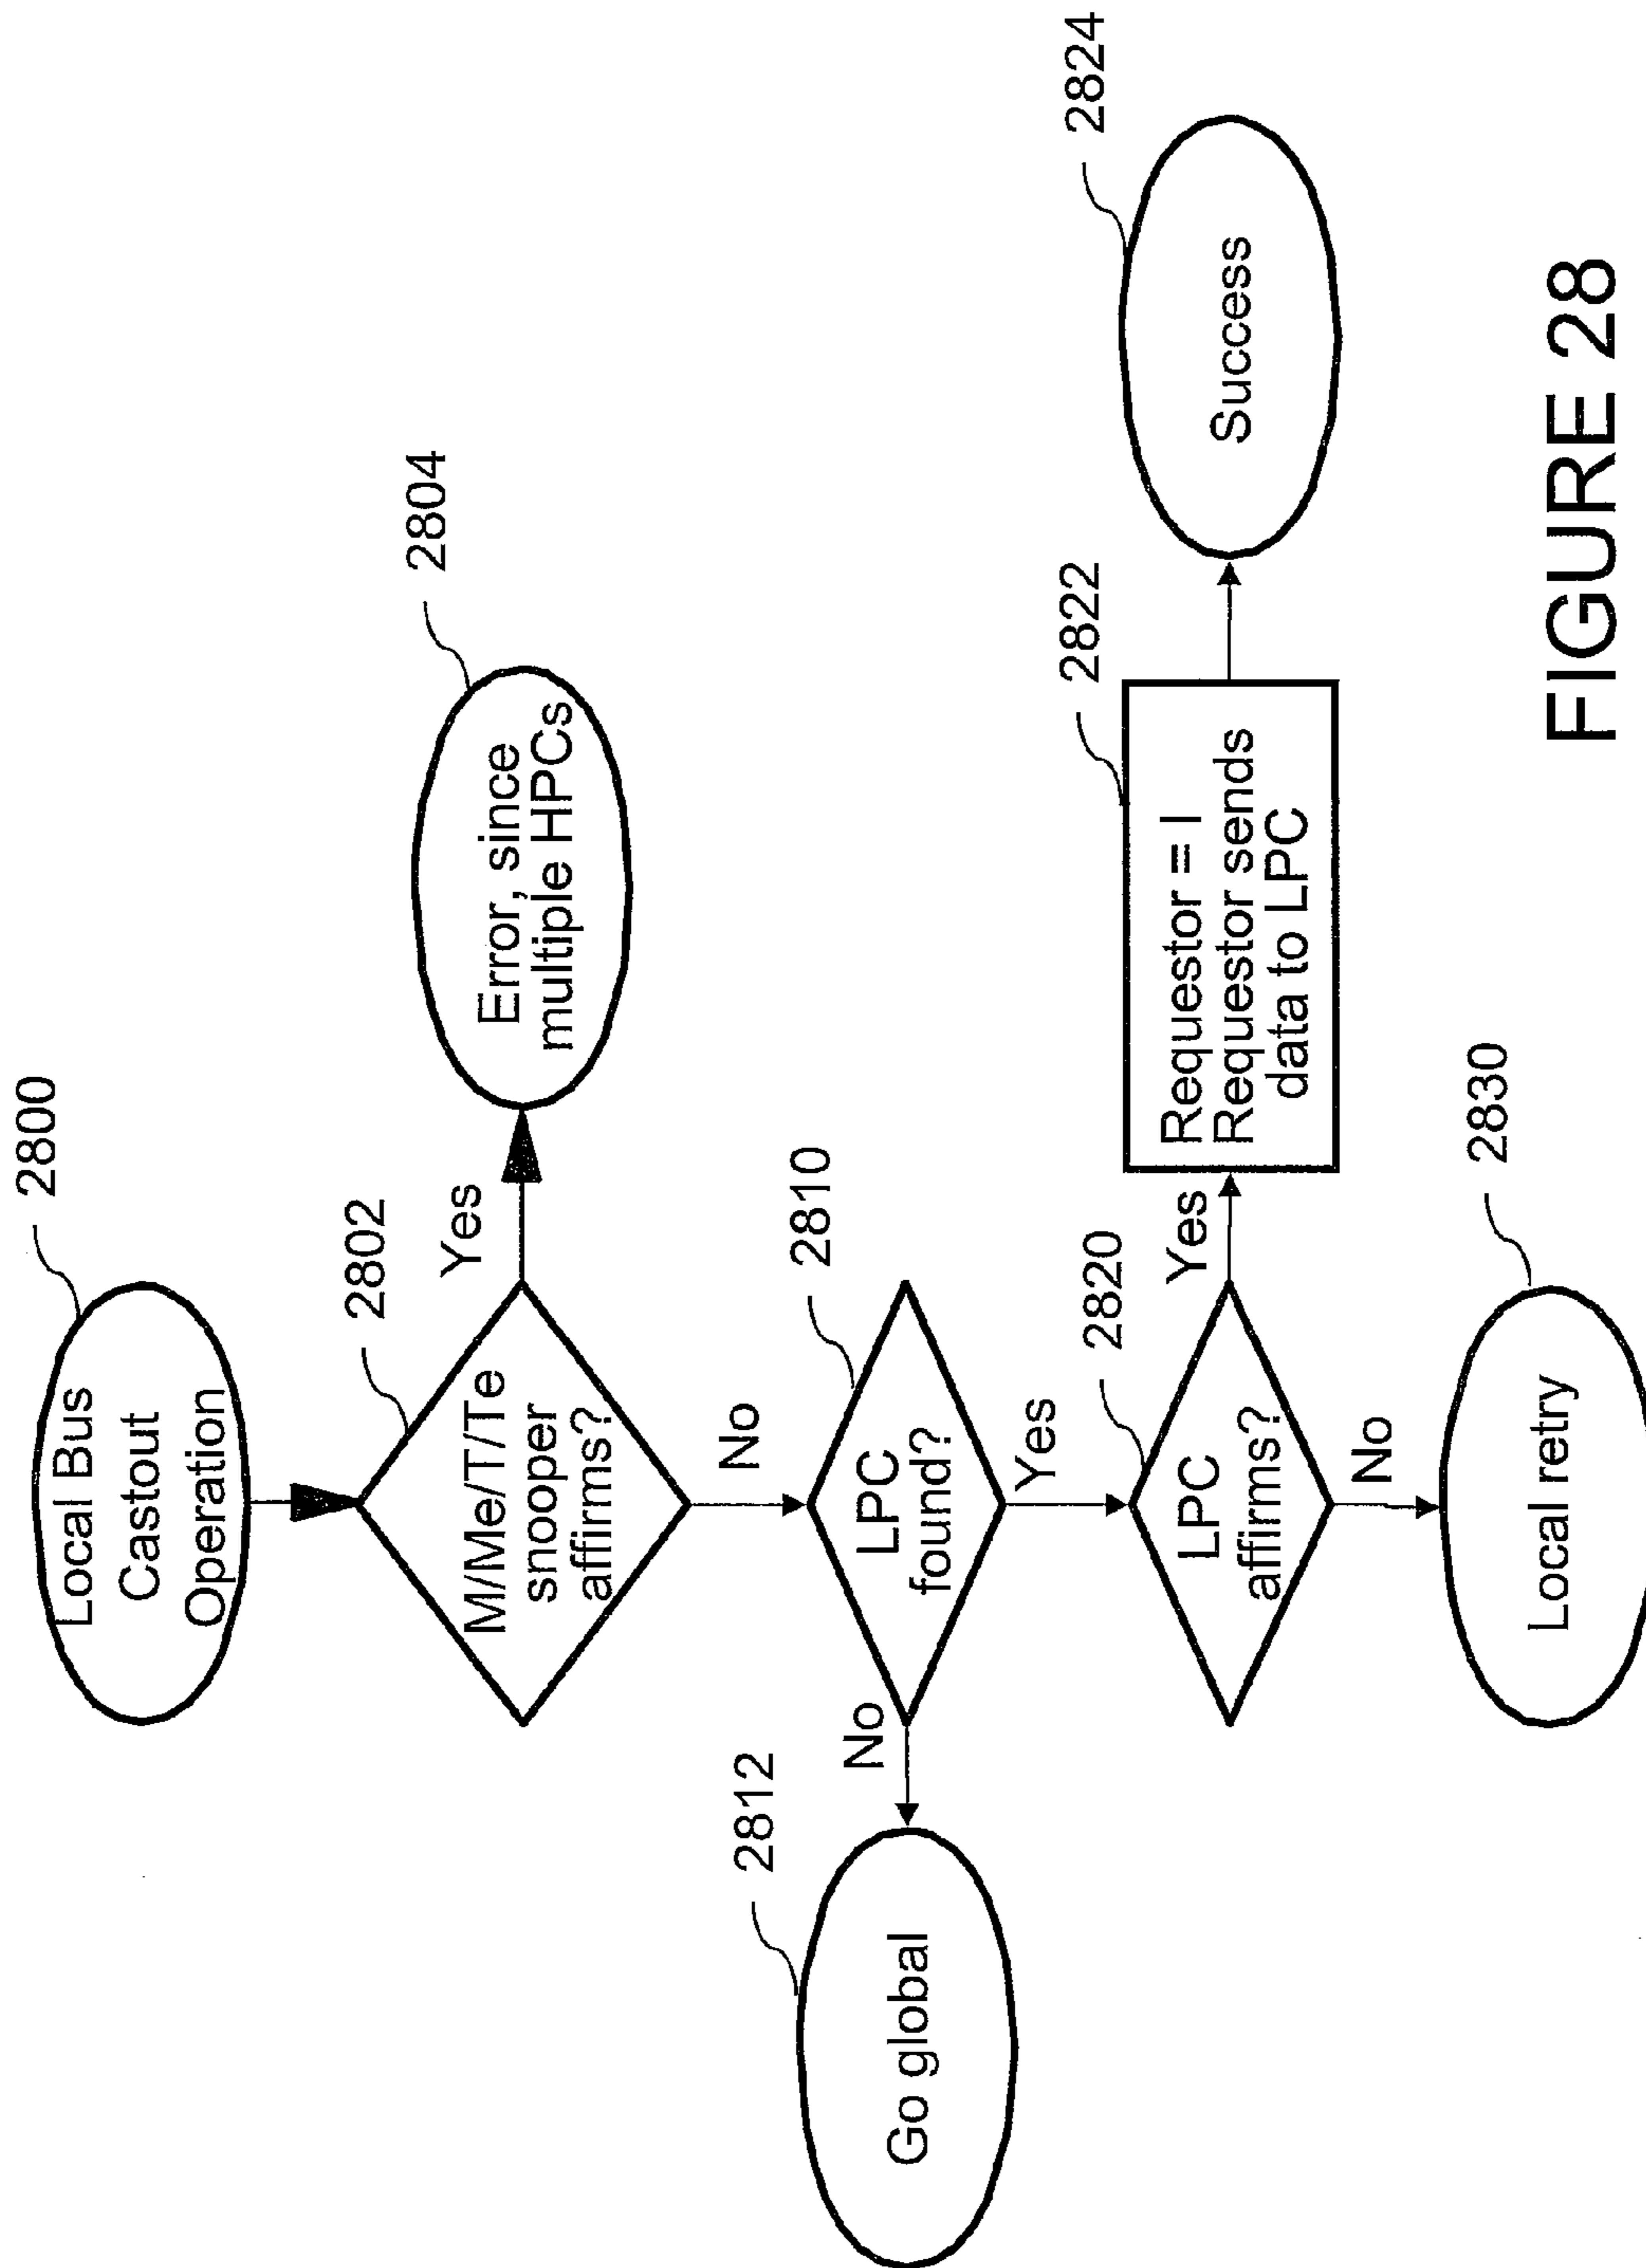 2800
Local Bus
Castout
Operation
2802
M/Me/T/Te
snooper
affirms?
Yes
2804
Error, since
multiple HPCs
No
2810
LPC
found?
No
2812
Go global
Yes
2820
LPC
affirms?
Yes
2822
Requestor = I
Requestor sends
data to LPC
2824
Success
No
2830
Local retry
FIGURE 28